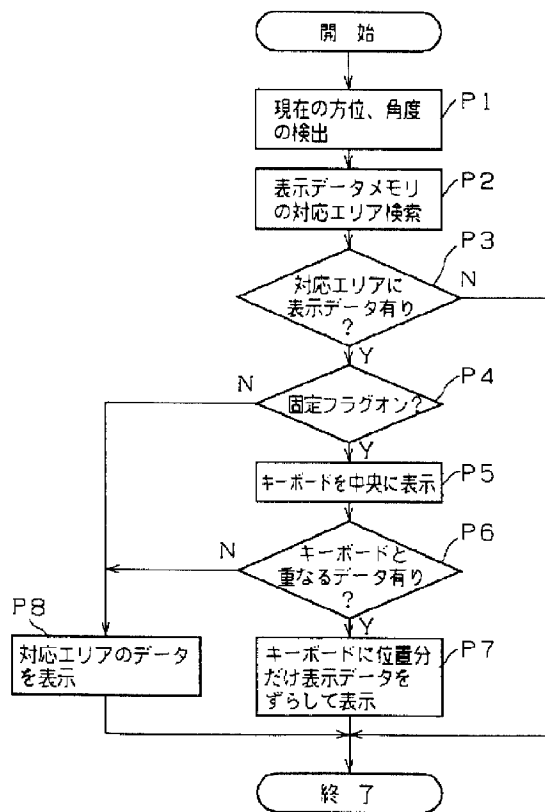 開 始
P1
現在の方位、角度
の検出
P2
表示データメモリ
の対応エリア検索
P3
N
対応エリアに
表示データ有り
?
Y
P4
N
固定フラグオン?
Y
P5
キーボードを中央に表示
P6
N
キーボードと
重なるデータ有り
?
Y
P8
対応エリアのデータ
を表示
P7
キーボードに位置分
だけ表示データを
ずらして表示
終 了